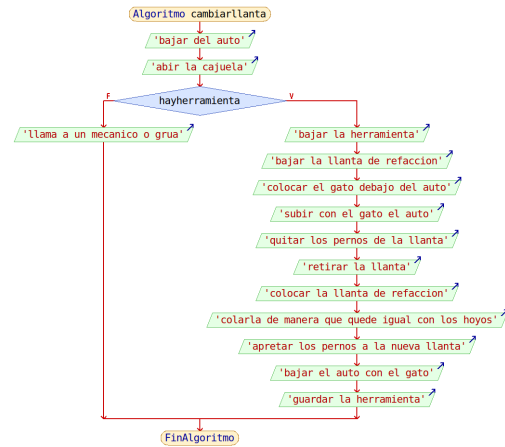 Algoritmo cambiarllanta
'bajar del auto'
'abir la cajuela'
hayherramienta
F
V
'llama a un mecanico o grua'
'bajar la herramienta'
'bajar la llanta de refaccion'
'colocar el gato debajo del auto'
'subir con el gato el auto'
'quitar los pernos de la llanta'
'retirar la llanta'
'colocar la llanta de refaccion'
'colarla de manera que quede igual con los hoyos'
'apretar los pernos a la nueva llanta'
'bajar el auto con el gato'
'guardar la herramienta'
FinAlgoritmo